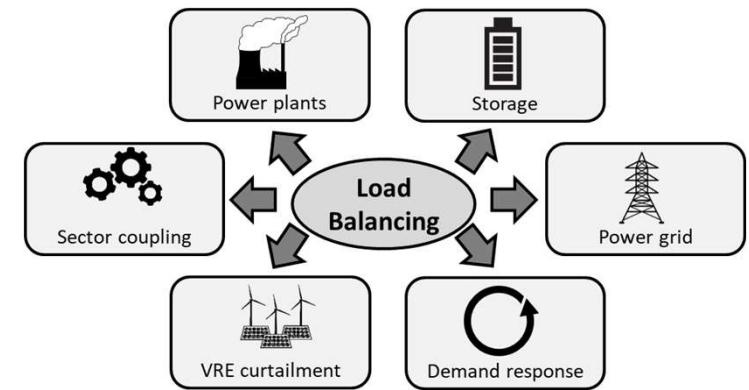 Power plants
Storage
Sector coupling
Load
Balancing
Power grid
VRE curtailment
Demand response